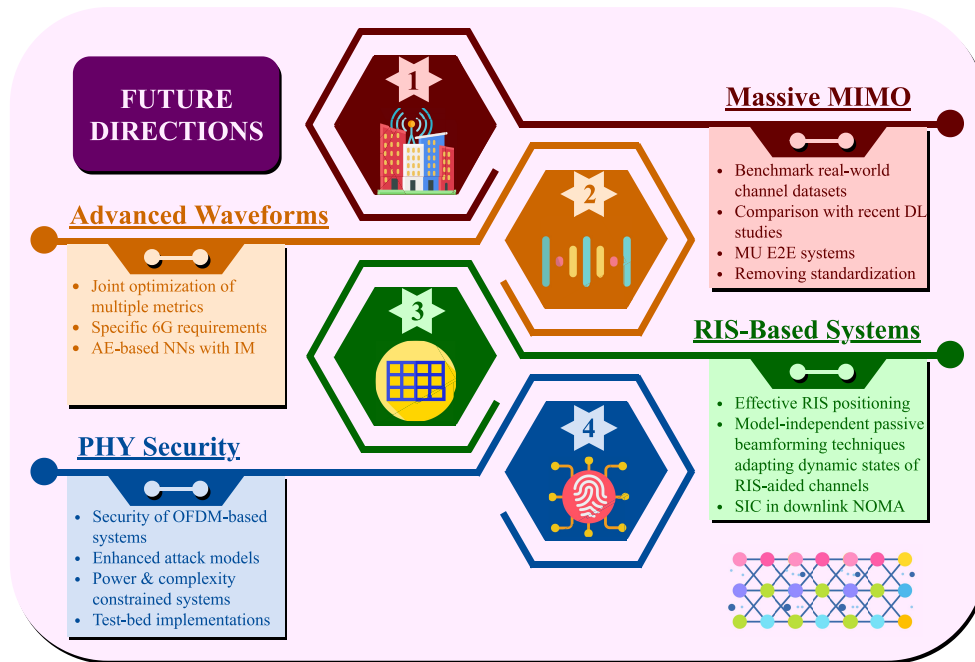 FUTURE
DIRECTIONS
1
Massive MIMO
Benchmark real-world
channel datasets
Comparison with recent DL
studies
MU E2E systems
Removing standardization
2
Advanced Waveforms
Joint optimization of
multiple metrics
Specific 6G requirements
AE-based NNs with IM
3
RIS-Based Systems
Effective RIS positioning
Model-independent passive
beamforming techniques
adapting dynamic states of
RIS-aided channels
SIC in downlink NOMA
4
PHY Security
Security of OFDM-based
systems
Enhanced attack models
Power & complexity
constrained systems
Test-bed implementations